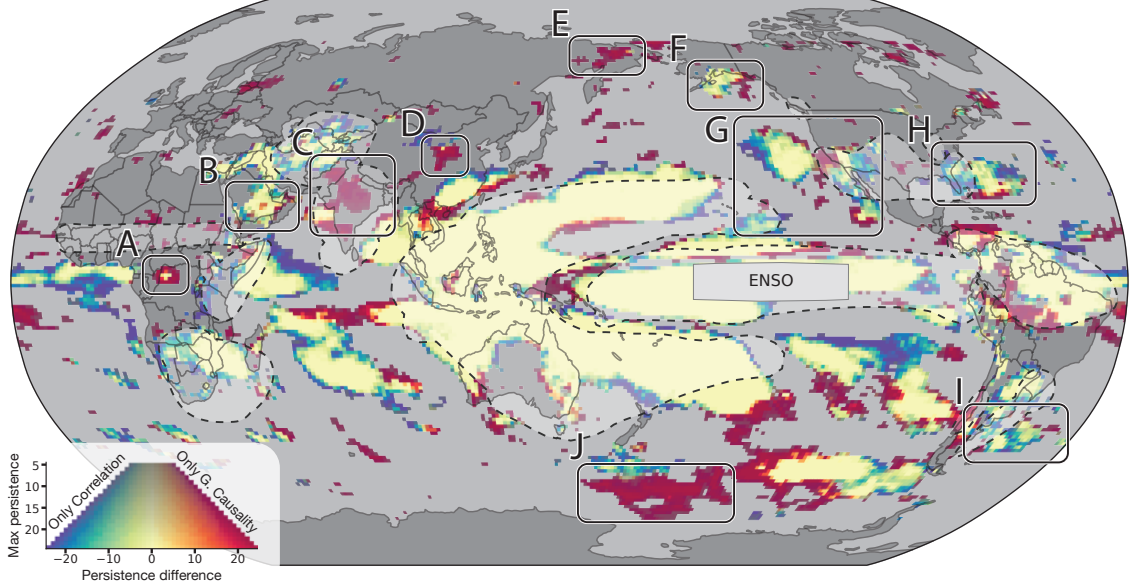 E
F
D
G
C
H
B
A
ENSO
I
J
5
10
15
20
Max persistence
Only Correlation
Only G. Causality
−20
−10
0
10
20
Persistence difference